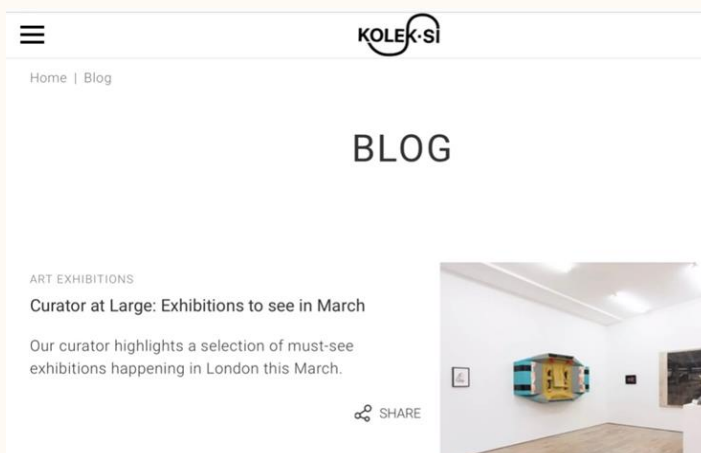 KOLEK·SI
Home | Blog
BLOG
ART EXHIBITIONS
Curator at Large: Exhibitions to see in March
Our curator highlights a selection of must-see
exhibitions happening in London this March.
SHARE